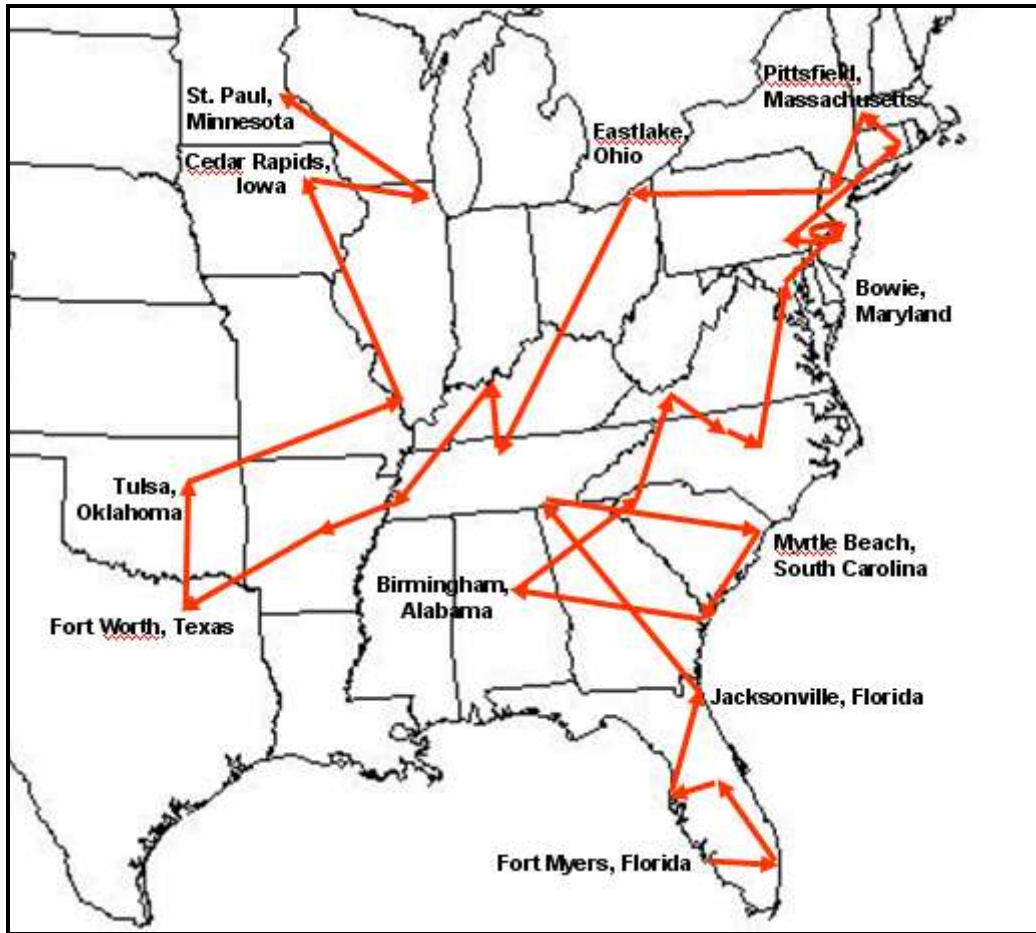 Pittsfield,
Massachusetts
St. Paul,
Minnesota
Eastlake,
Ohio
Cedar Rapids,
Iowa
Bowie,
Maryland
Tulsa,
Oklahoma
Myrtle Beach,
South Carolina
Birmingham,
Alabama
Fort Worth, Texas
Jacksonville, Florida
Fort Myers, Florida